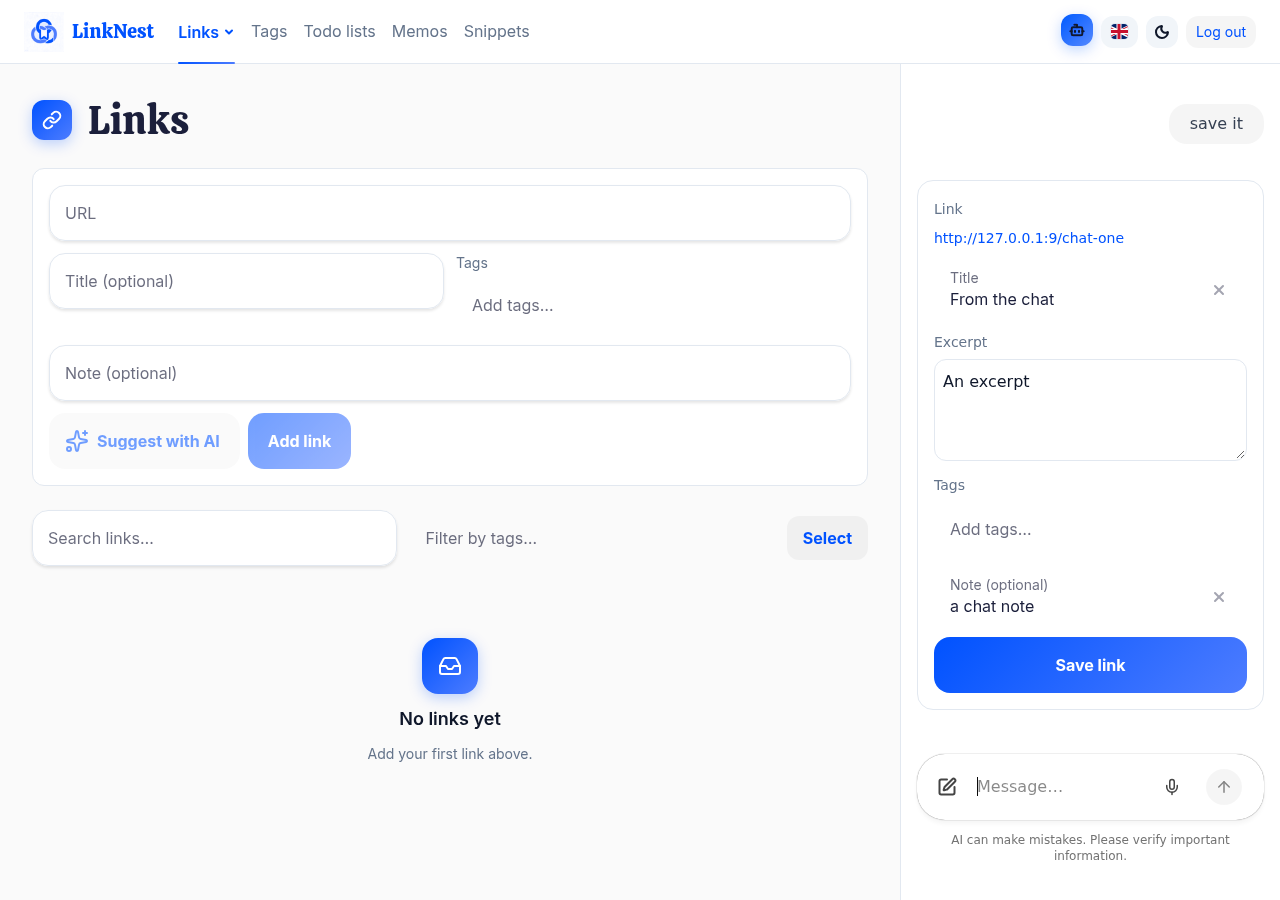 LinkNest
Links
Tags
Todo lists
Memos
Snippets
Log out
Links
URL
Title (optional)
Tags
Add tags...
Note (optional)
Suggest with AI
Add link
Search links...
Filter by tags...
Select
No links yet
Add your first link above.
save it
Link
http://127.0.0.1:9/chat-one
Title
From the chat
Excerpt
An excerpt
Tags
Add tags...
Note (optional)
a chat note
Save link
Message...
AI can make mistakes. Please verify important
information.